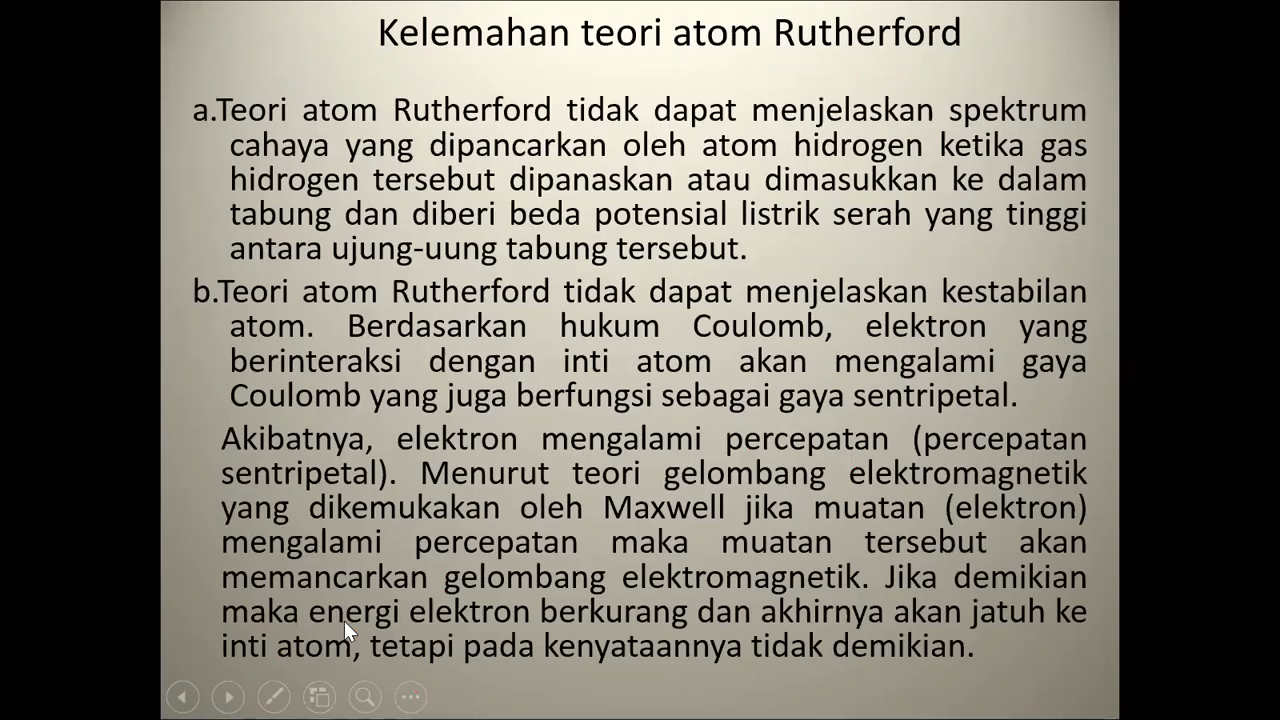 Kelemahan teori atom Rutherford
a.Teori atom Rutherford tidak dapat menjelaskan spektrum
cahaya yang dipancarkan oleh atom hidrogen ketika gas
hidrogen tersebut dipanaskan atau dimasukkan ke dalam
tabung dan diberi beda potensial listrik serah yang tinggi
antara ujung-uung tabung tersebut.
b.Teori atom Rutherford tidak dapat menjelaskan kestabilan
atom. Berdasarkan hukum Coulomb, elektron yang
berinteraksi dengan inti atom akan mengalami gaya
Coulomb yang juga berfungsi sebagai gaya sentripetal.
Akibatnya, elektron mengalami percepatan (percepatan
sentripetal). Menurut teori gelombang elektromagnetik
yang dikemukakan oleh Maxwell jika muatan (elektron)
mengalami percepatan maka muatan tersebut akan
memancarkan gelombang elektromagnetik. Jika demikian
maka energi elektron berkurang dan akhirnya akan jatuh ke
inti atom, tetapi pada kenyataannya tidak demikian.